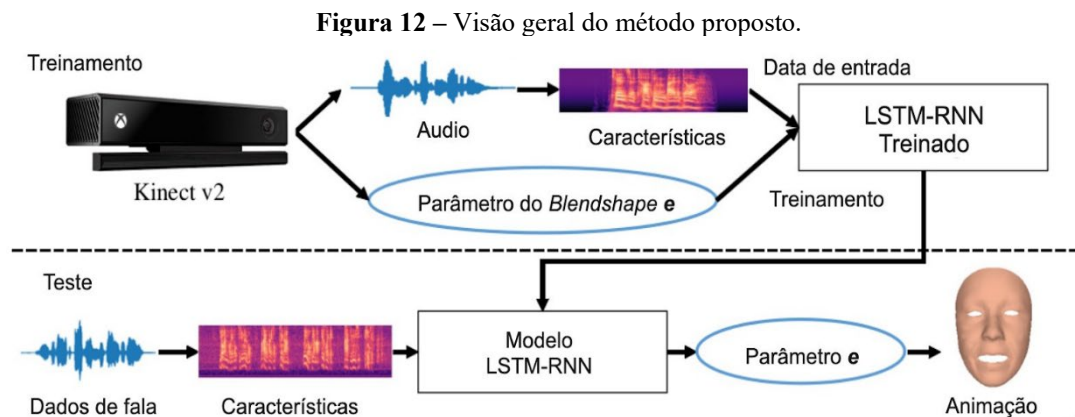 Figura 12 – Visão geral do método proposto.
Treinamento
Data de entrada
Audio
Características
LSTM-RNN
Treinado
Kinect v2
Parâmetro do Blendshape e
Treinamento
Teste
Modelo
LSTM-RNN
Parâmetro e
Dados de fala
Características
Animação